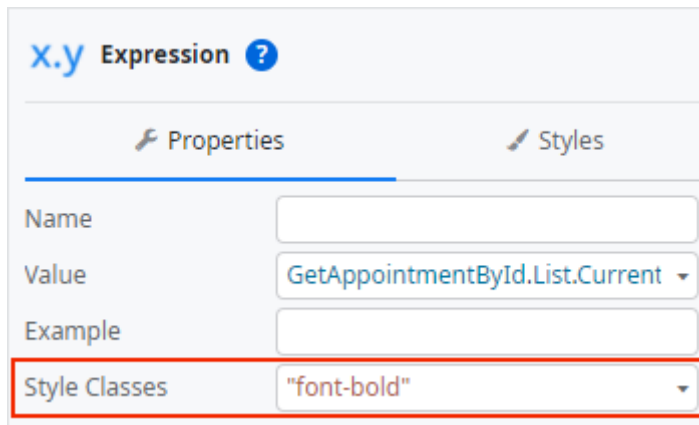 x.y Expression ?
Properties Styles
Name
Value GetAppointmentById.List.Current
Example
Style Classes "font-bold"